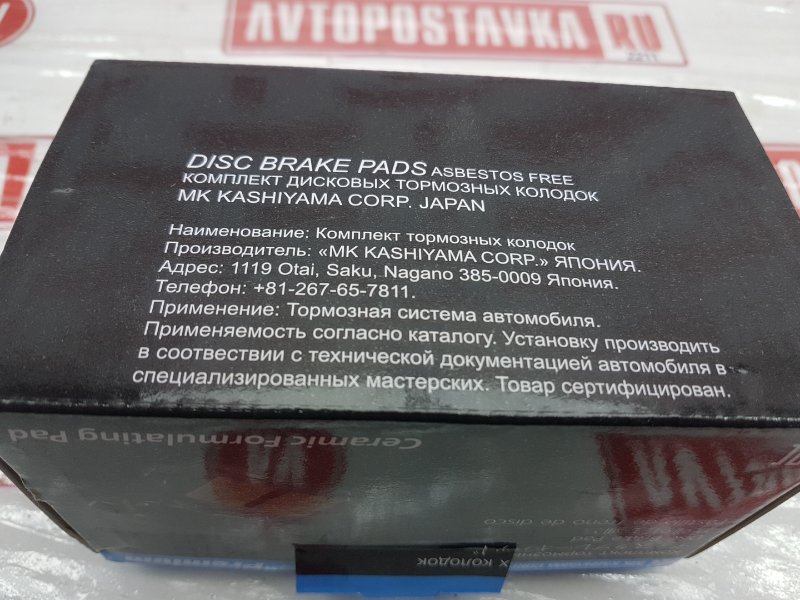 AVTOPOSTAVKA.RU
DISC BRAKE PADS ASBESTOS FREE
КОМПЛЕКТ ДИСКОВЫХ ТОРМОЗНЫХ КОЛОДОК
MK KASHIYAMA CORP. JAPAN
Наименование: Комплект тормозных колодок
Производитель: «MK KASHIYAMA CORP.» ЯПОНИЯ.
Адрес: 1119 Otai, Saku, Nagano 385-0009 Япония.
Телефон: +81-267-65-7811.
Применение: Тормозная система автомобиля.
Применяемость согласно каталогу. Установку производить
в соотвествии с технической документацией автомобиля в
специализированных мастерских. Товар сертифицирован.
Ceramic Formulating Pad
х колодок